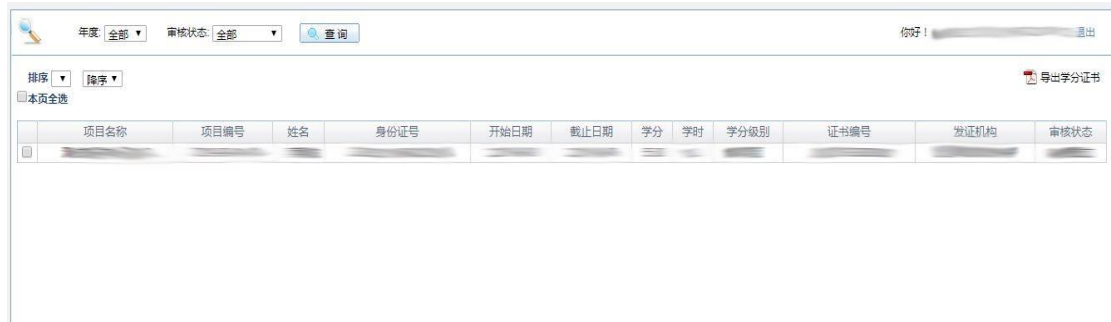 年度: 全部 审核状态: 全部 查询 你好！ 退出
排序 降序 导出学分证书
本页全选
项目名称 项目编号 姓名 身份证号 开始日期 截止日期 学分 学时 学分级别 证书编号 发证机构 审核状态